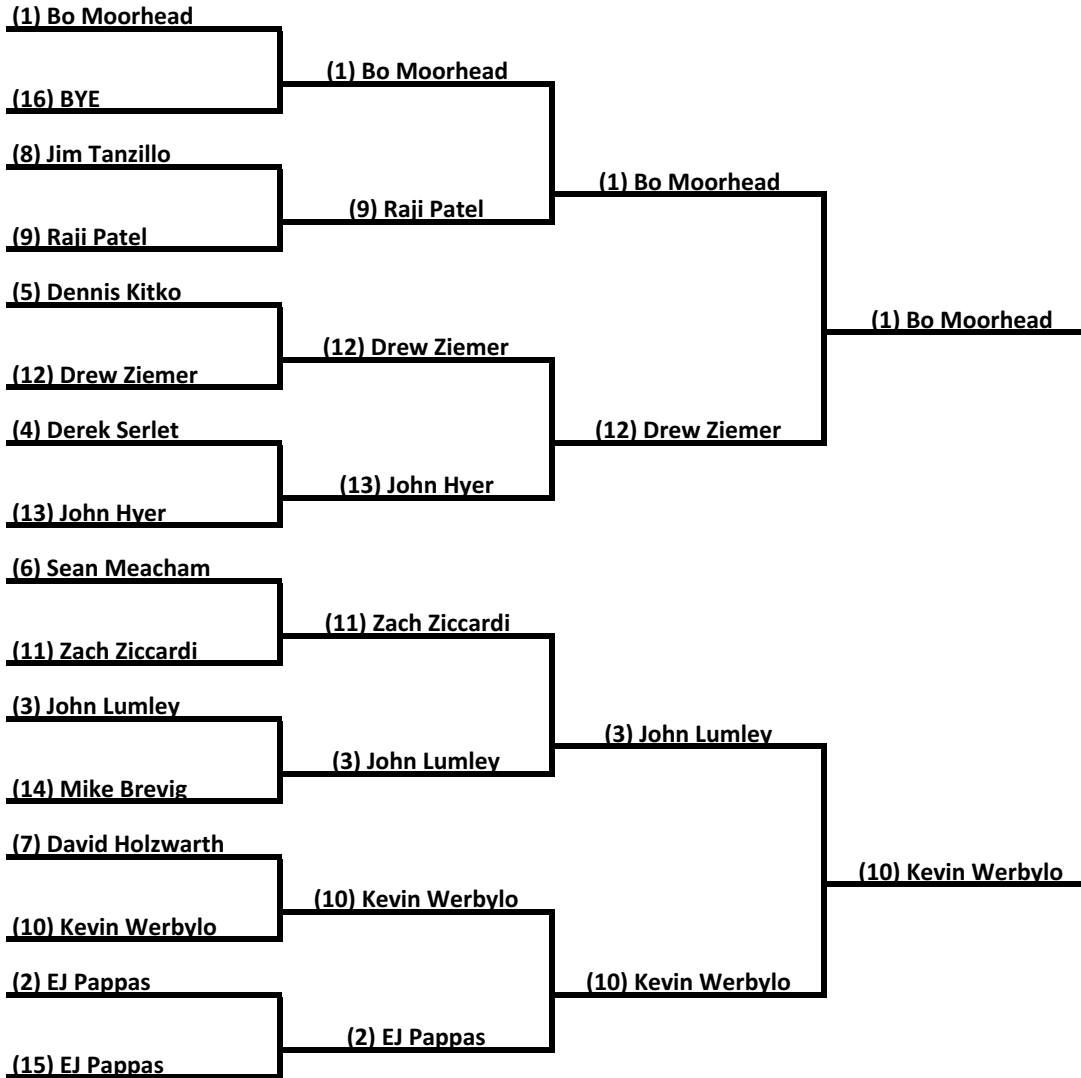 (1) Bo Moorhead
(16) BYE
(8) Jim Tanzillo
(9) Raji Patel
(5) Dennis Kitko
(12) Drew Ziemer
(4) Derek Serlet
(13) John Hyer
(6) Sean Meacham
(11) Zach Ziccardi
(3) John Lumley
(14) Mike Brevig
(7) David Holzwarth
(10) Kevin Werbylo
(2) EJ Pappas
(15) EJ Pappas
(1) Bo Moorhead
(9) Raji Patel
(12) Drew Ziemer
(13) John Hyer
(11) Zach Ziccardi
(3) John Lumley
(10) Kevin Werbylo
(2) EJ Pappas
(1) Bo Moorhead
(12) Drew Ziemer
(3) John Lumley
(10) Kevin Werbylo
(1) Bo Moorhead
(10) Kevin Werbylo